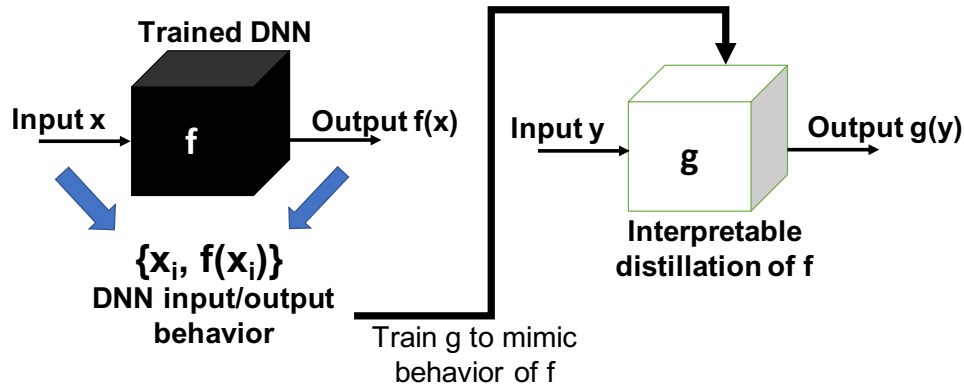 Trained DNN
Input x
f
Output f(x)
{xᵢ, f(xᵢ)}
DNN input/output
behavior
Train g to mimic
behavior of f
Input y
g
Output g(y)
Interpretable
distillation of f